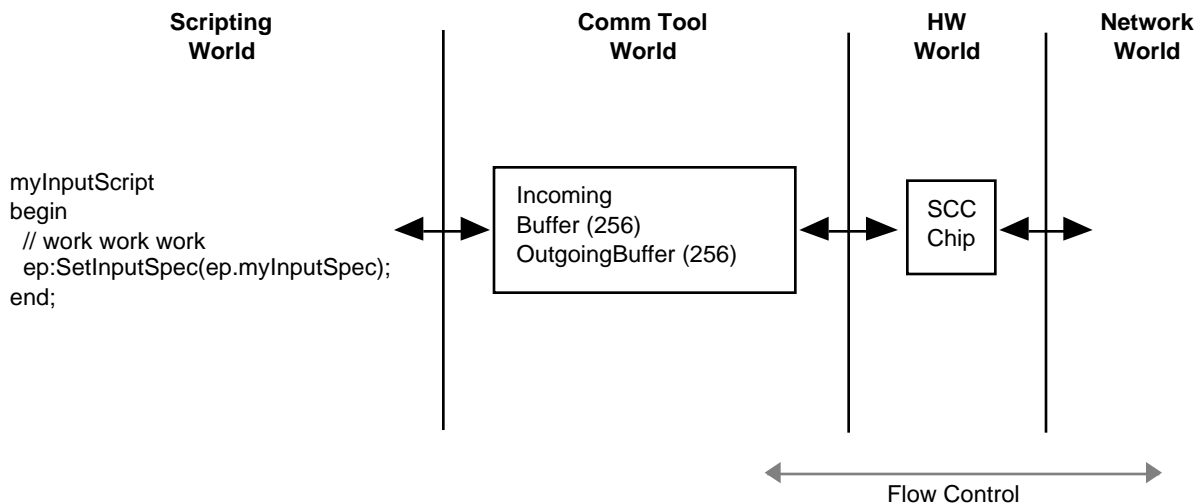 Scripting
World
Comm Tool
World
HW
World
Network
World
myInputScript
begin
// work work work
ep:SetInputSpec(ep.myInputSpec);
end;
Incoming
Buffer (256)
OutgoingBuffer (256)
SCC
Chip
Flow Control